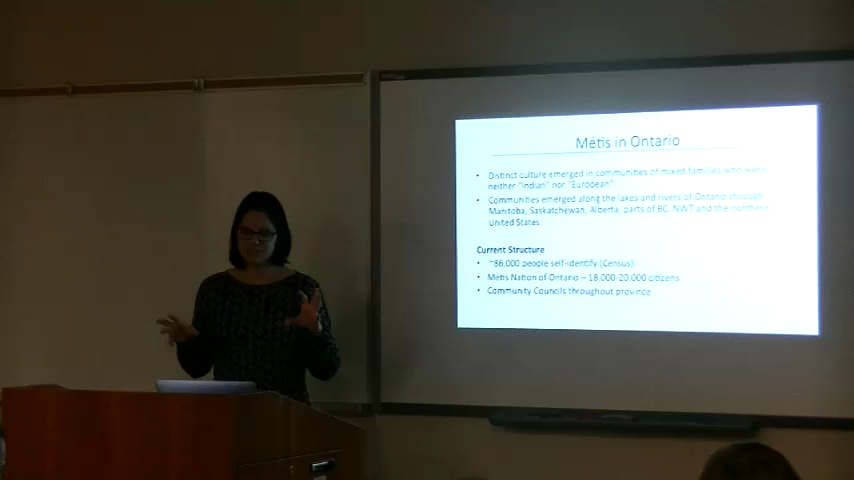 Métis in Ontario
• Distinct culture emerged in communities of mixed families who were
neither "Indian" nor "European"
• Communities emerged along the lakes and rivers of Ontario through
Manitoba, Saskatchewan, Alberta, parts of BC, NWT and the northern
United States.
Current Structure
• ~86,000 people self-identify (Census)
• Métis Nation of Ontario – 18,000-20,000 citizens
• Community Councils throughout province